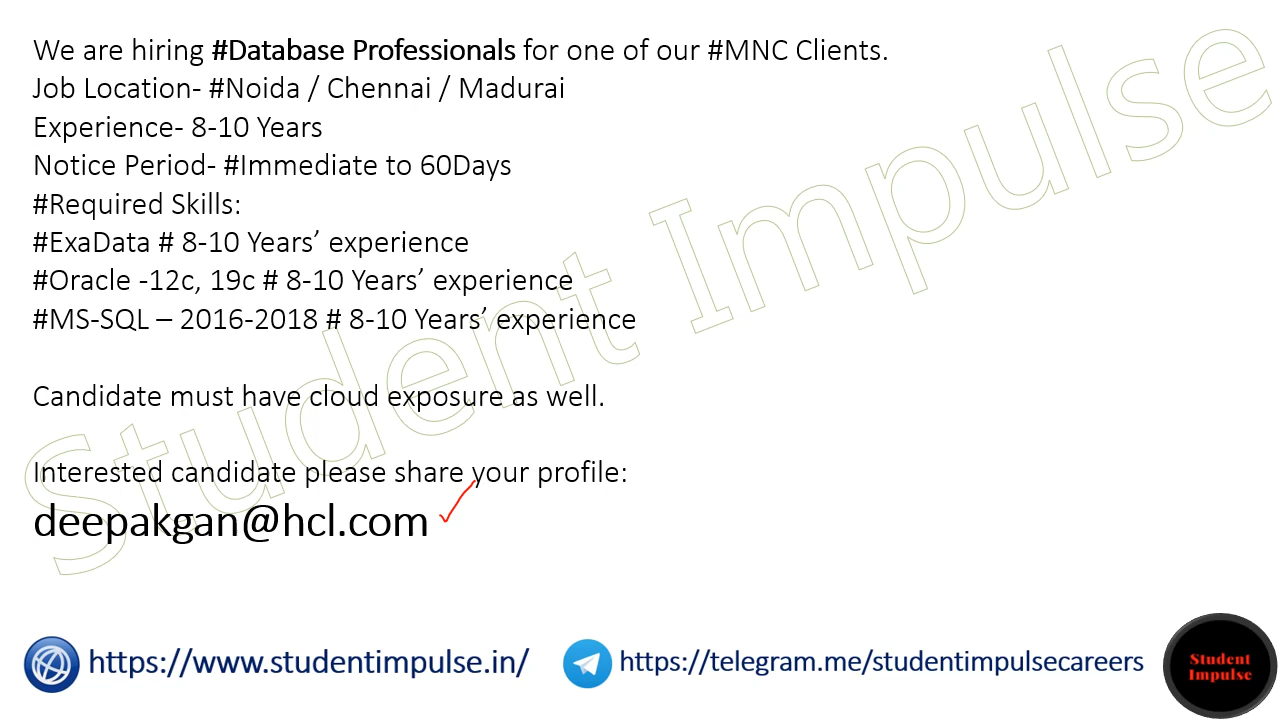 We are hiring #Database Professionals for one of our #MNC Clients.
Job Location- #Noida / Chennai / Madurai
Experience- 8-10 Years
Notice Period- #Immediate to 60Days
#Required Skills:
#ExaData # 8-10 Years’ experience
#Oracle -12c, 19c # 8-10 Years’ experience
#MS-SQL – 2016-2018 # 8-10 Years’ experience
Candidate must have cloud exposure as well.
Interested candidate please share your profile:
deepakgan@hcl.com
Student Impulse
https://www.studentimpulse.in/
https://telegram.me/studentimpulsecareers
Student
Impulse